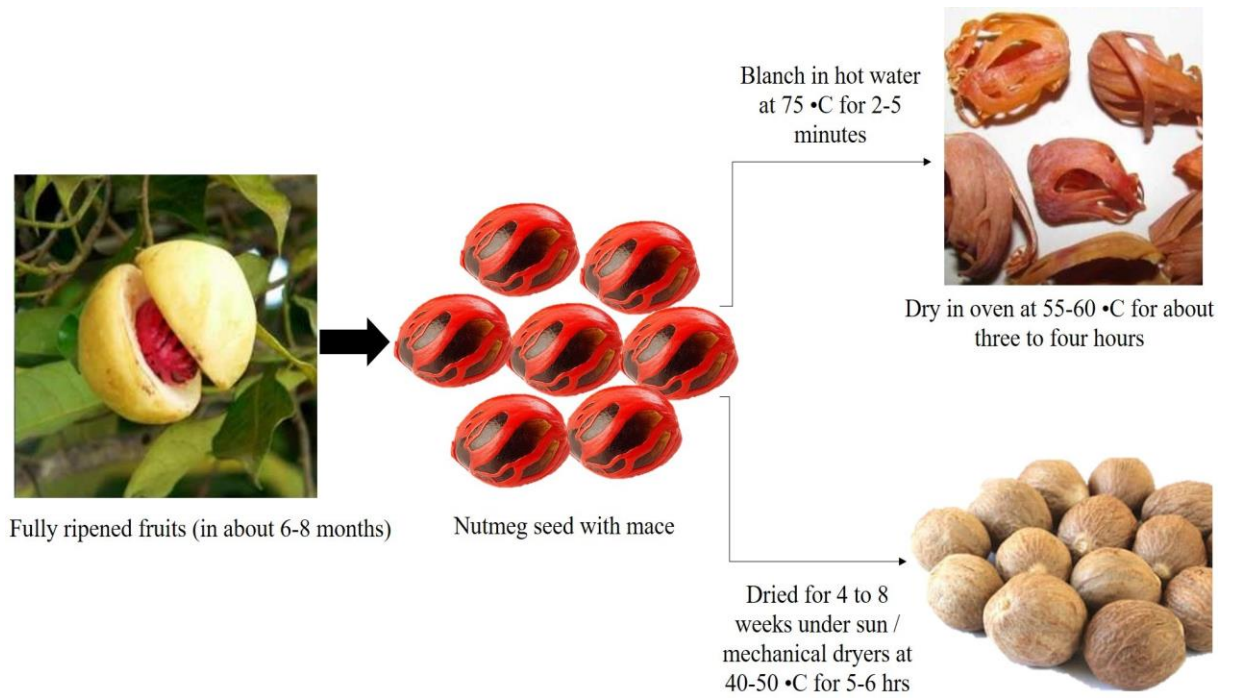 Blanch in hot water
at 75 •C for 2-5
minutes
Dry in oven at 55-60 •C for about
three to four hours
Fully ripened fruits (in about 6-8 months)
Nutmeg seed with mace
Dried for 4 to 8
weeks under sun /
mechanical dryers at
40-50 •C for 5-6 hrs